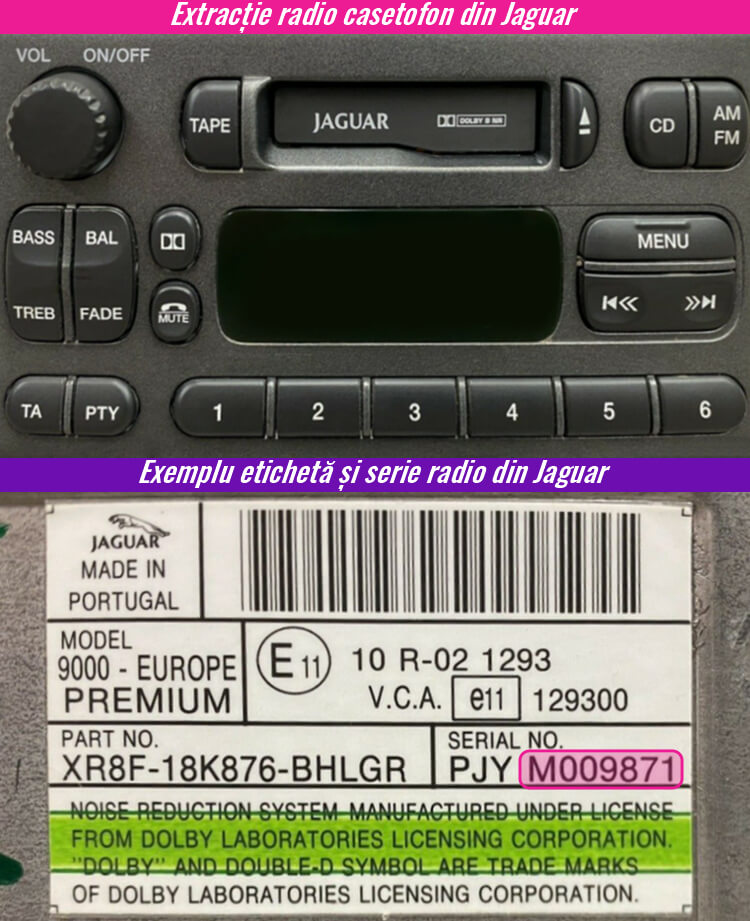 Extracție radio casetofon din Jaguar
VOL ON/OFF
TAPE
JAGUAR
DOLBY B NR
CD
AM
FM
BASS BAL
TREB FADE
MUTE
MENU
TA PTY
1 2 3 4 5 6
Exemplu etichetă și serie radio din Jaguar
JAGUAR
MADE IN
PORTUGAL
MODEL
9000 - EUROPE
PREMIUM
E 11 10 R-02 1293
V.C.A. e11 129300
PART NO.
XR8F-18K876-BHLGR
SERIAL NO.
PJY M009871
NOISE REDUCTION SYSTEM MANUFACTURED UNDER LICENSE
FROM DOLBY LABORATORIES LICENSING CORPORATION.
"DOLBY" AND DOUBLE-D SYMBOL ARE TRADE MARKS
OF DOLBY LABORATORIES LICENSING CORPORATION.